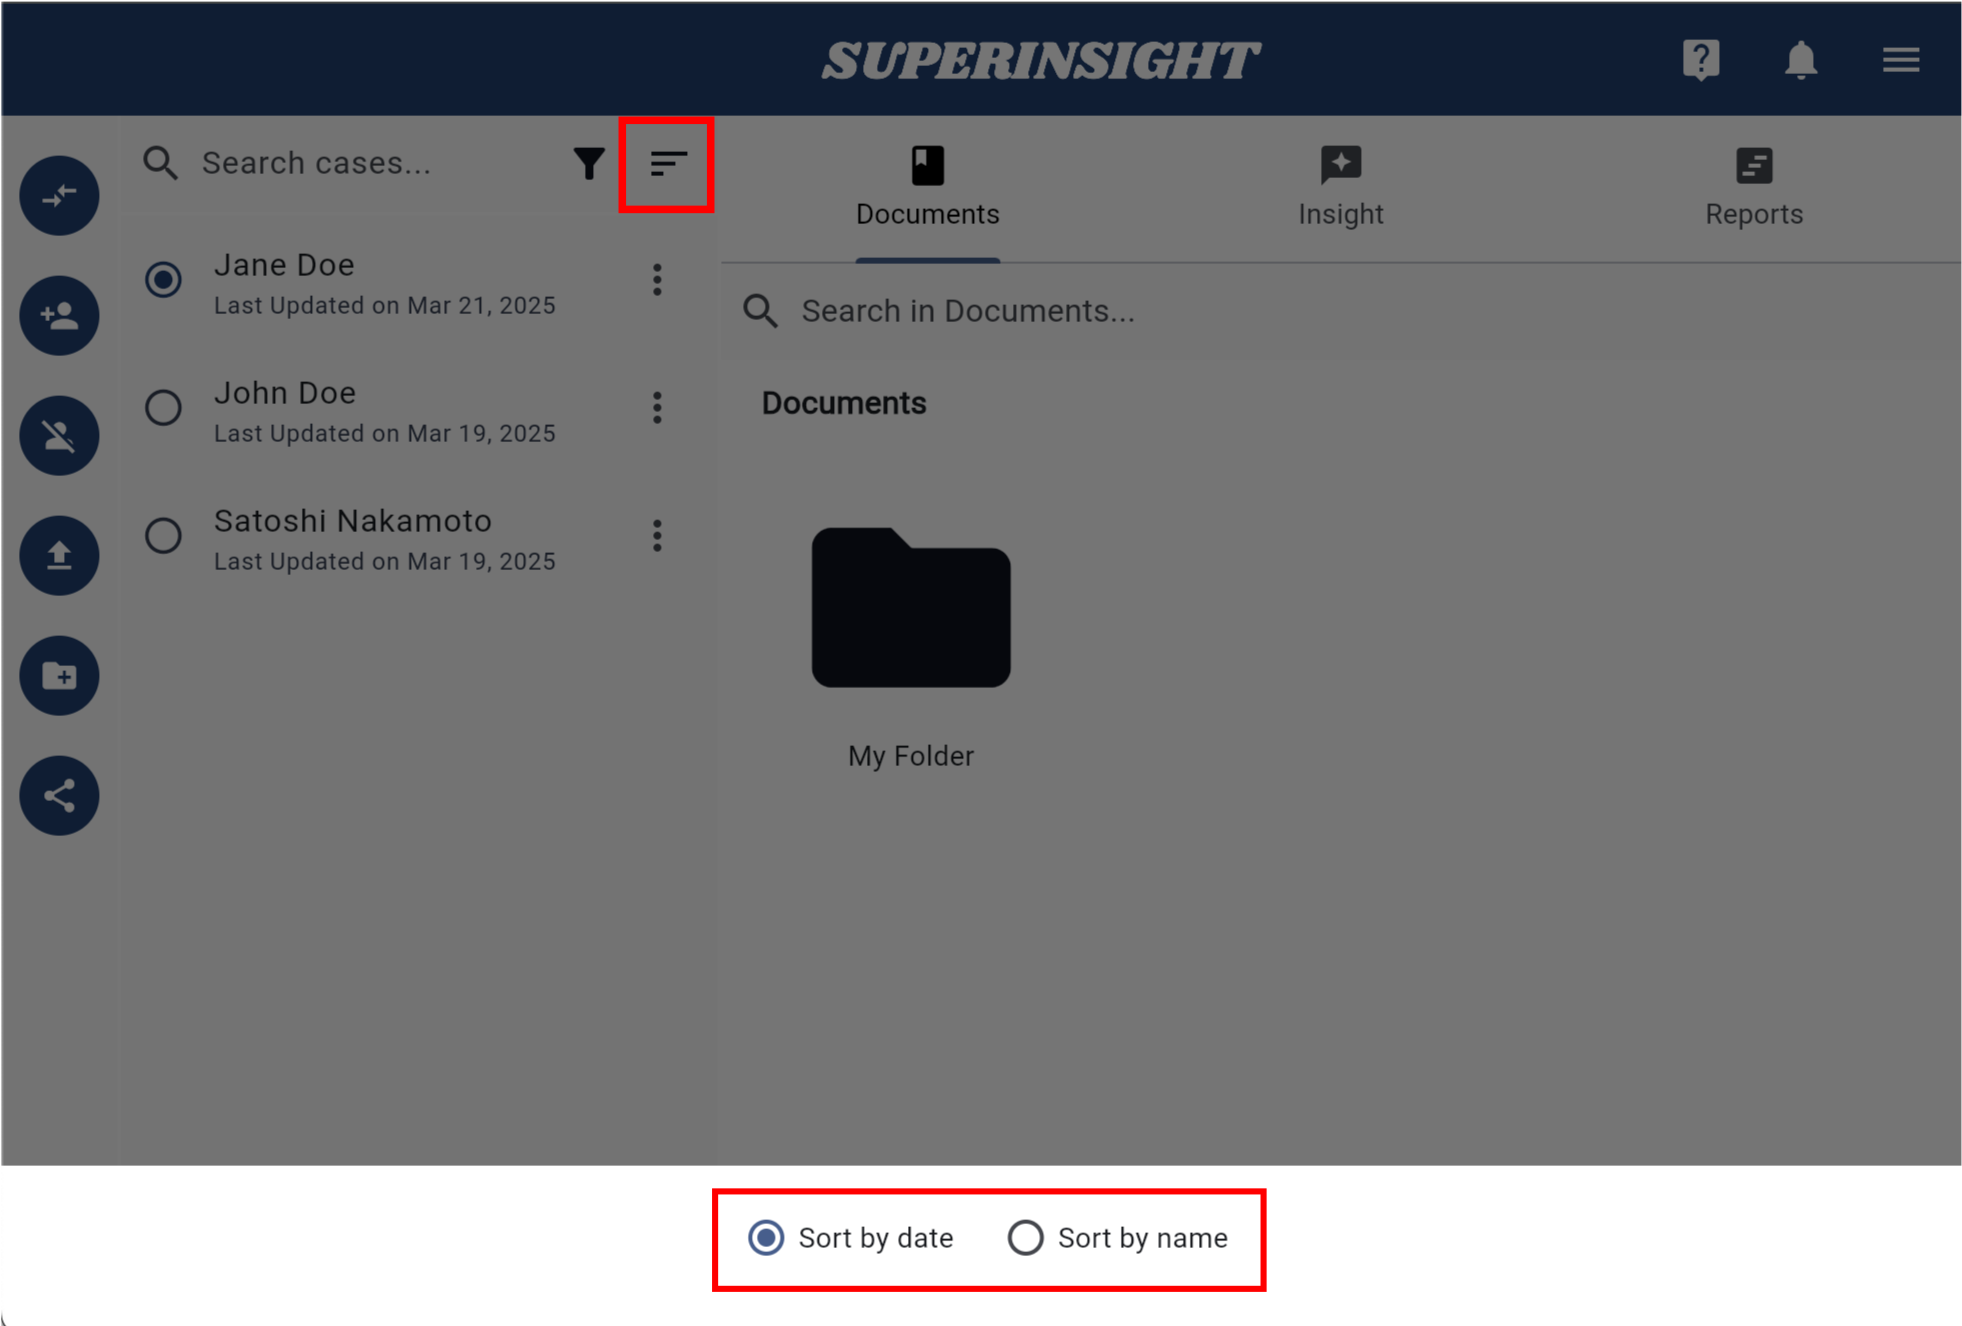 SUPERINSIGHT
Search cases...
Jane Doe
Last Updated on Mar 21, 2025
John Doe
Last Updated on Mar 19, 2025
Satoshi Nakamoto
Last Updated on Mar 19, 2025
Documents
Insight
Reports
Search in Documents...
Documents
My Folder
Sort by date
Sort by name